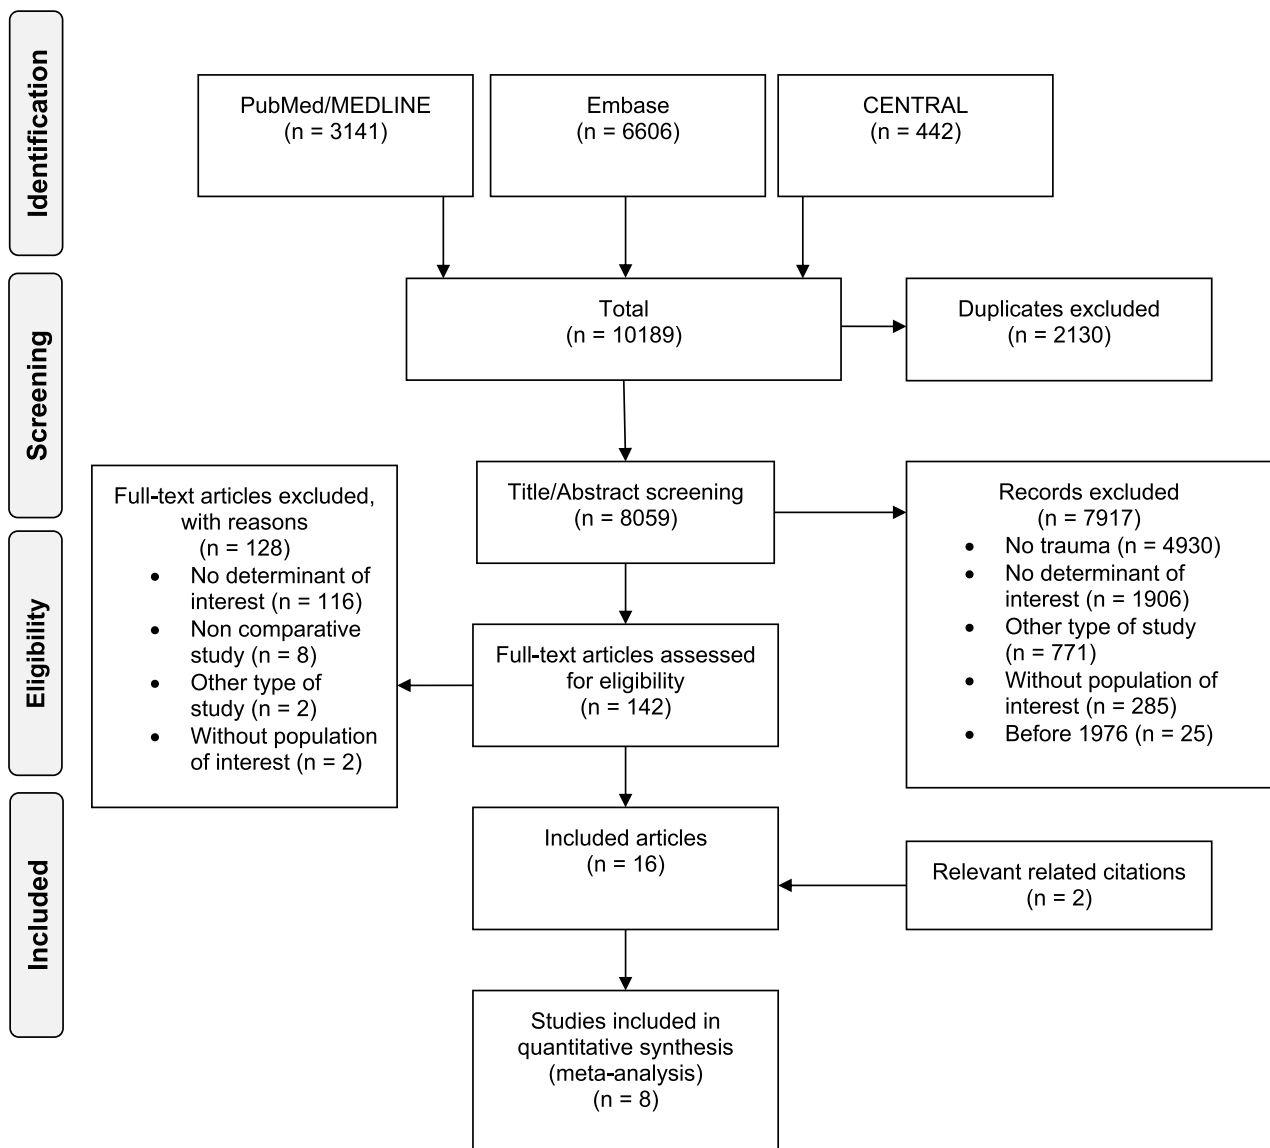 Identification
PubMed/MEDLINE
(n = 3141)
Embase
(n = 6606)
CENTRAL
(n = 442)
Screening
Total
(n = 10189)
Duplicates excluded
(n = 2130)
Title/Abstract screening
(n = 8059)
Records excluded
(n = 7917)
• No trauma (n = 4930)
• No determinant of
interest (n = 1906)
• Other type of study
(n = 771)
• Without population of
interest (n = 285)
• Before 1976 (n = 25)
Full-text articles excluded,
with reasons
(n = 128)
• No determinant of
interest (n = 116)
• Non comparative
study (n = 8)
• Other type of
study (n = 2)
• Without population
of interest (n = 2)
Eligibility
Full-text articles assessed
for eligibility
(n = 142)
Included
Included articles
(n = 16)
Relevant related citations
(n = 2)
Studies included in
quantitative synthesis
(meta-analysis)
(n = 8)